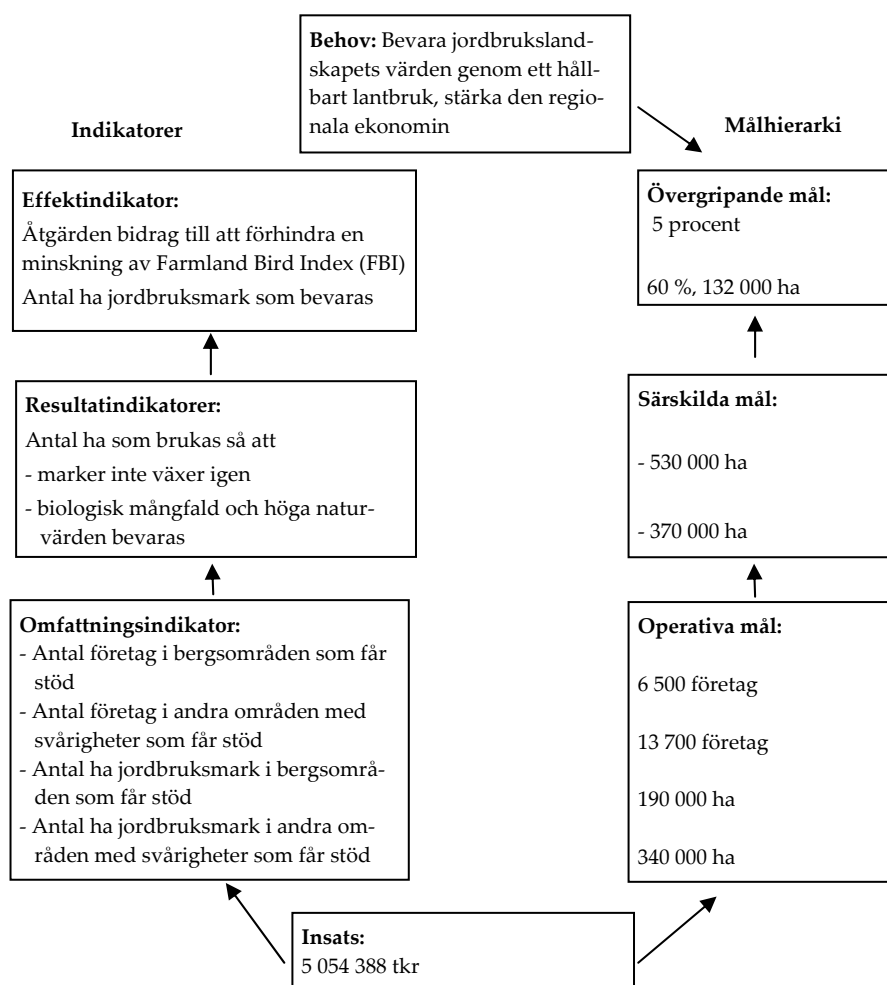 Behov: Bevara jordbruksland-
skapets värden genom ett håll-
bart lantbruk, stärka den regio-
nala ekonomin
Indikatorer
Målhierarki
Effektindikator:
Åtgärden bidrag till att förhindra en
minskning av Farmland Bird Index (FBI)
Antal ha jordbruksmark som bevaras
Övergripande mål:
5 procent
60 %, 132 000 ha
Resultatindikatorer:
Antal ha som brukas så att
- marker inte växer igen
- biologisk mångfald och höga natur-
värden bevaras
Särskilda mål:
- 530 000 ha
- 370 000 ha
Omfattningsindikator:
- Antal företag i bergsområden som får
stöd
- Antal företag i andra områden med
svårigheter som får stöd
- Antal ha jordbruksmark i bergsområ-
den som får stöd
- Antal ha jordbruksmark i andra om-
råden med svårigheter som får stöd
Operativa mål:
6 500 företag
13 700 företag
190 000 ha
340 000 ha
Insats:
5 054 388 tkr